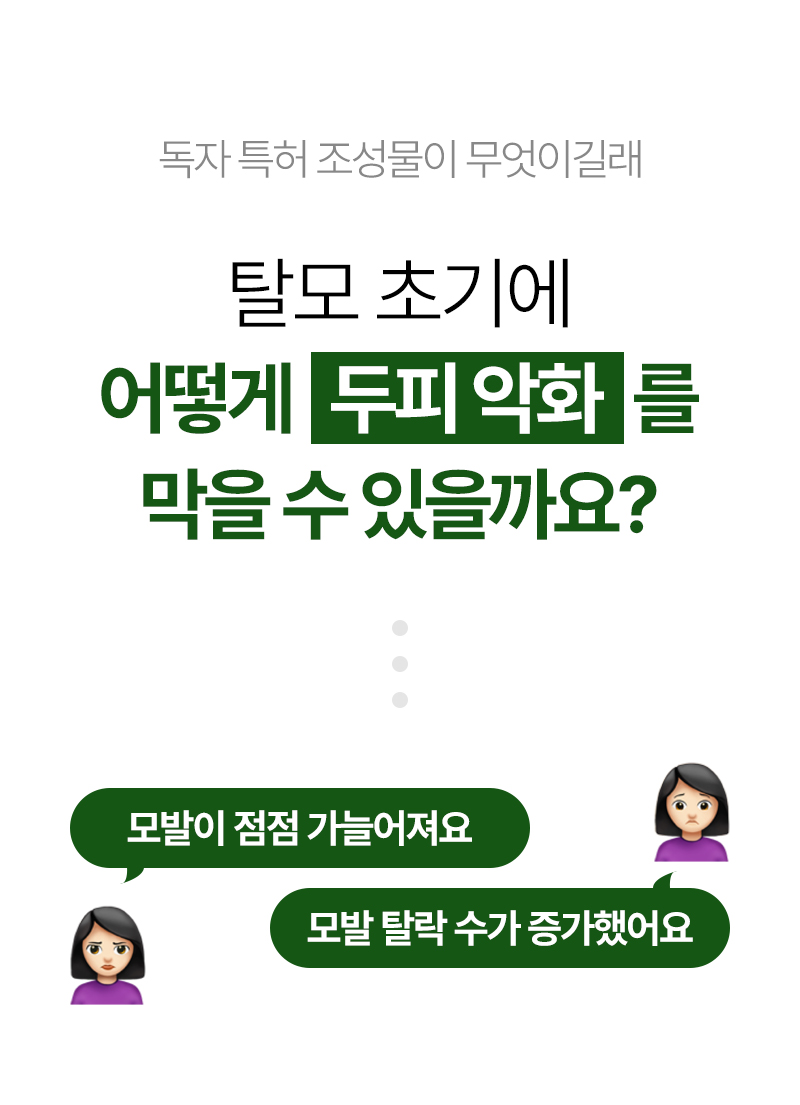 독자 특허 조성물이 무엇이길래
탈모 초기에
어떻게 두피 악화 를
막을 수 있을까요?
모발이 점점 가늘어져요
모발 탈락 수가 증가했어요